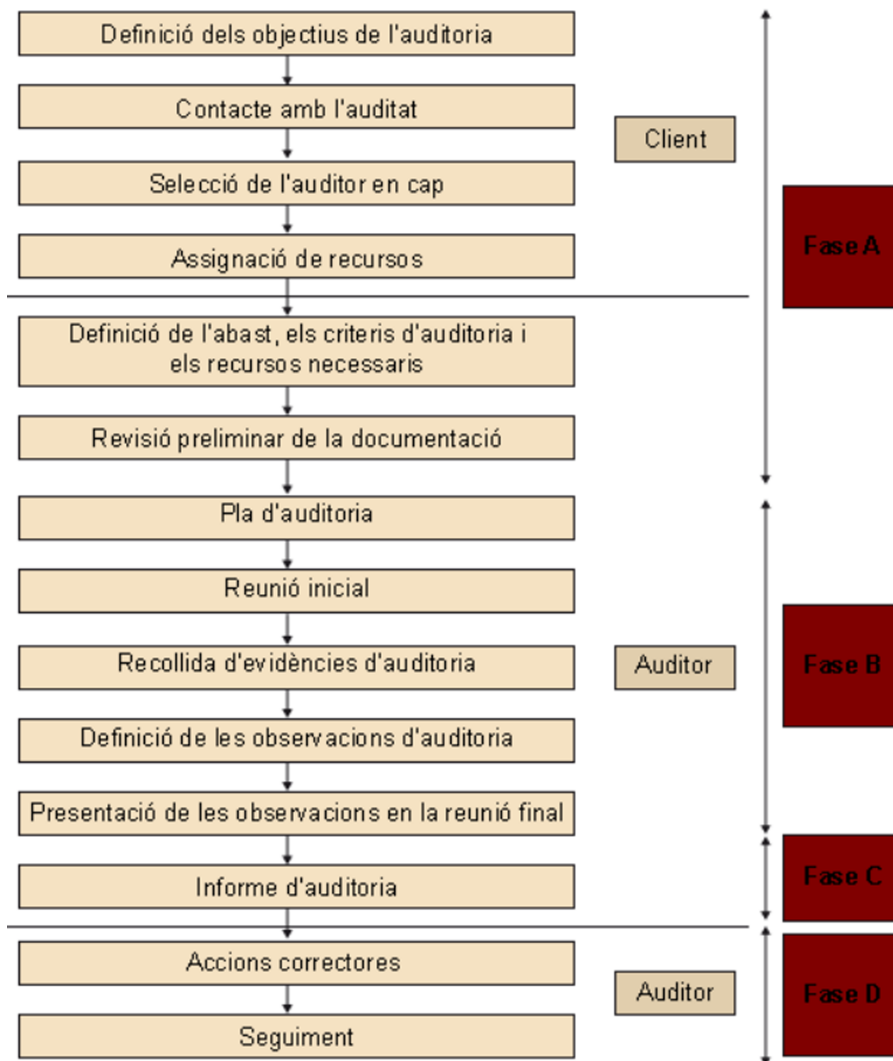 Definició dels objectius de l'auditoria
Contacte amb l'auditat
Client
Selecció de l'auditor en cap
Fase A
Assignació de recursos
Definició de l'abast, els criteris d'auditoria i
els recursos necessaris
Revisió preliminar de la documentació
Pla d'auditoria
Reunió inicial
Recollida d'evidències d'auditoria
Auditor
Fase B
Definició de les observacions d'auditoria
Presentació de les observacions en la reunió final
Informe d'auditoria
Fase C
Accions correctores
Auditor
Fase D
Seguiment